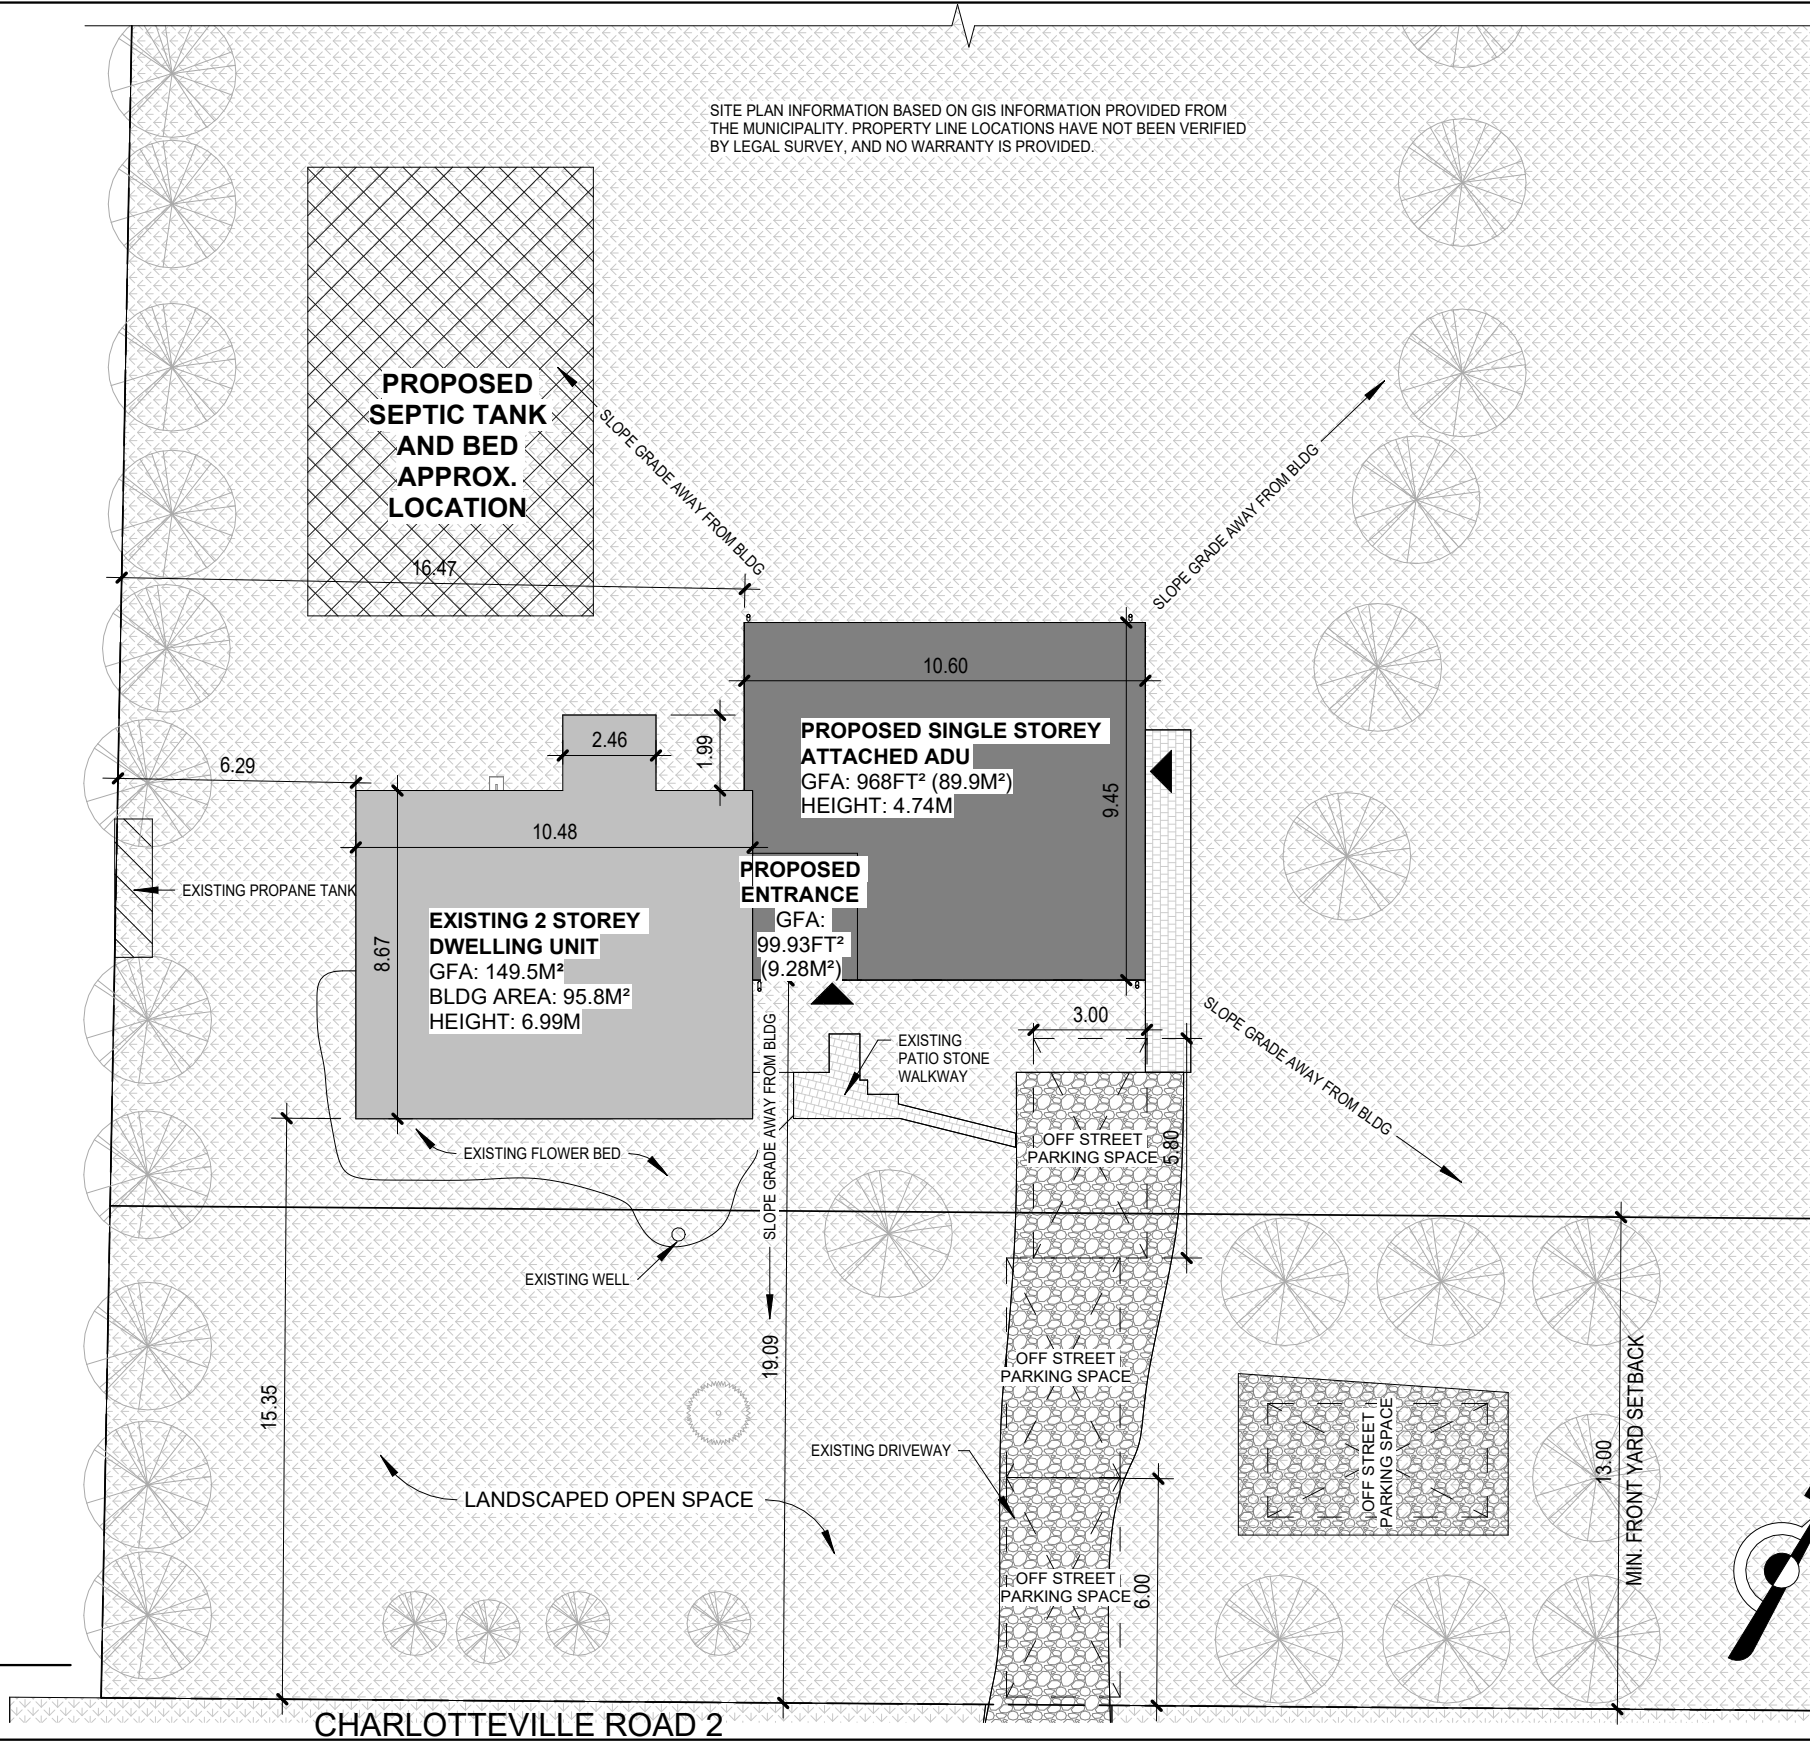 SITE PLAN INFORMATION BASED ON GIS INFORMATION PROVIDED FROM
THE MUNICIPALITY. PROPERTY LINE LOCATIONS HAVE NOT BEEN VERIFIED
BY LEGAL SURVEY, AND NO WARRANTY IS PROVIDED.
PROPOSED
SEPTIC TANK
AND BED
APPROX.
LOCATION
SLOPE GRADE AWAY FROM BLDG
SLOPE GRADE AWAY FROM BLDG
16.47
10.60
PROPOSED SINGLE STOREY
ATTACHED ADU
GFA: 968FT² (89.9M²)
HEIGHT: 4.74M
2.46
1.99
6.29
9.45
10.48
EXISTING PROPANE TANK
PROPOSED
ENTRANCE
GFA:
99.93FT²
(9.28M²)
EXISTING 2 STOREY
DWELLING UNIT
GFA: 149.5M²
BLDG AREA: 95.8M²
HEIGHT: 6.99M
8.67
3.00
EXISTING
PATIO STONE
WALKWAY
SLOPE GRADE AWAY FROM BLDG
SLOPE GRADE AWAY FROM BLDG
OFF STREET
PARKING SPACE
5.80
EXISTING FLOWER BED
EXISTING WELL
19.09
15.35
OFF STREET
PARKING SPACE
EXISTING DRIVEWAY
OFF STREET
PARKING SPACE
13.00
MIN. FRONT YARD SETBACK
LANDSCAPED OPEN SPACE
OFF STREET
PARKING SPACE
6.00
CHARLOTTEVILLE ROAD 2